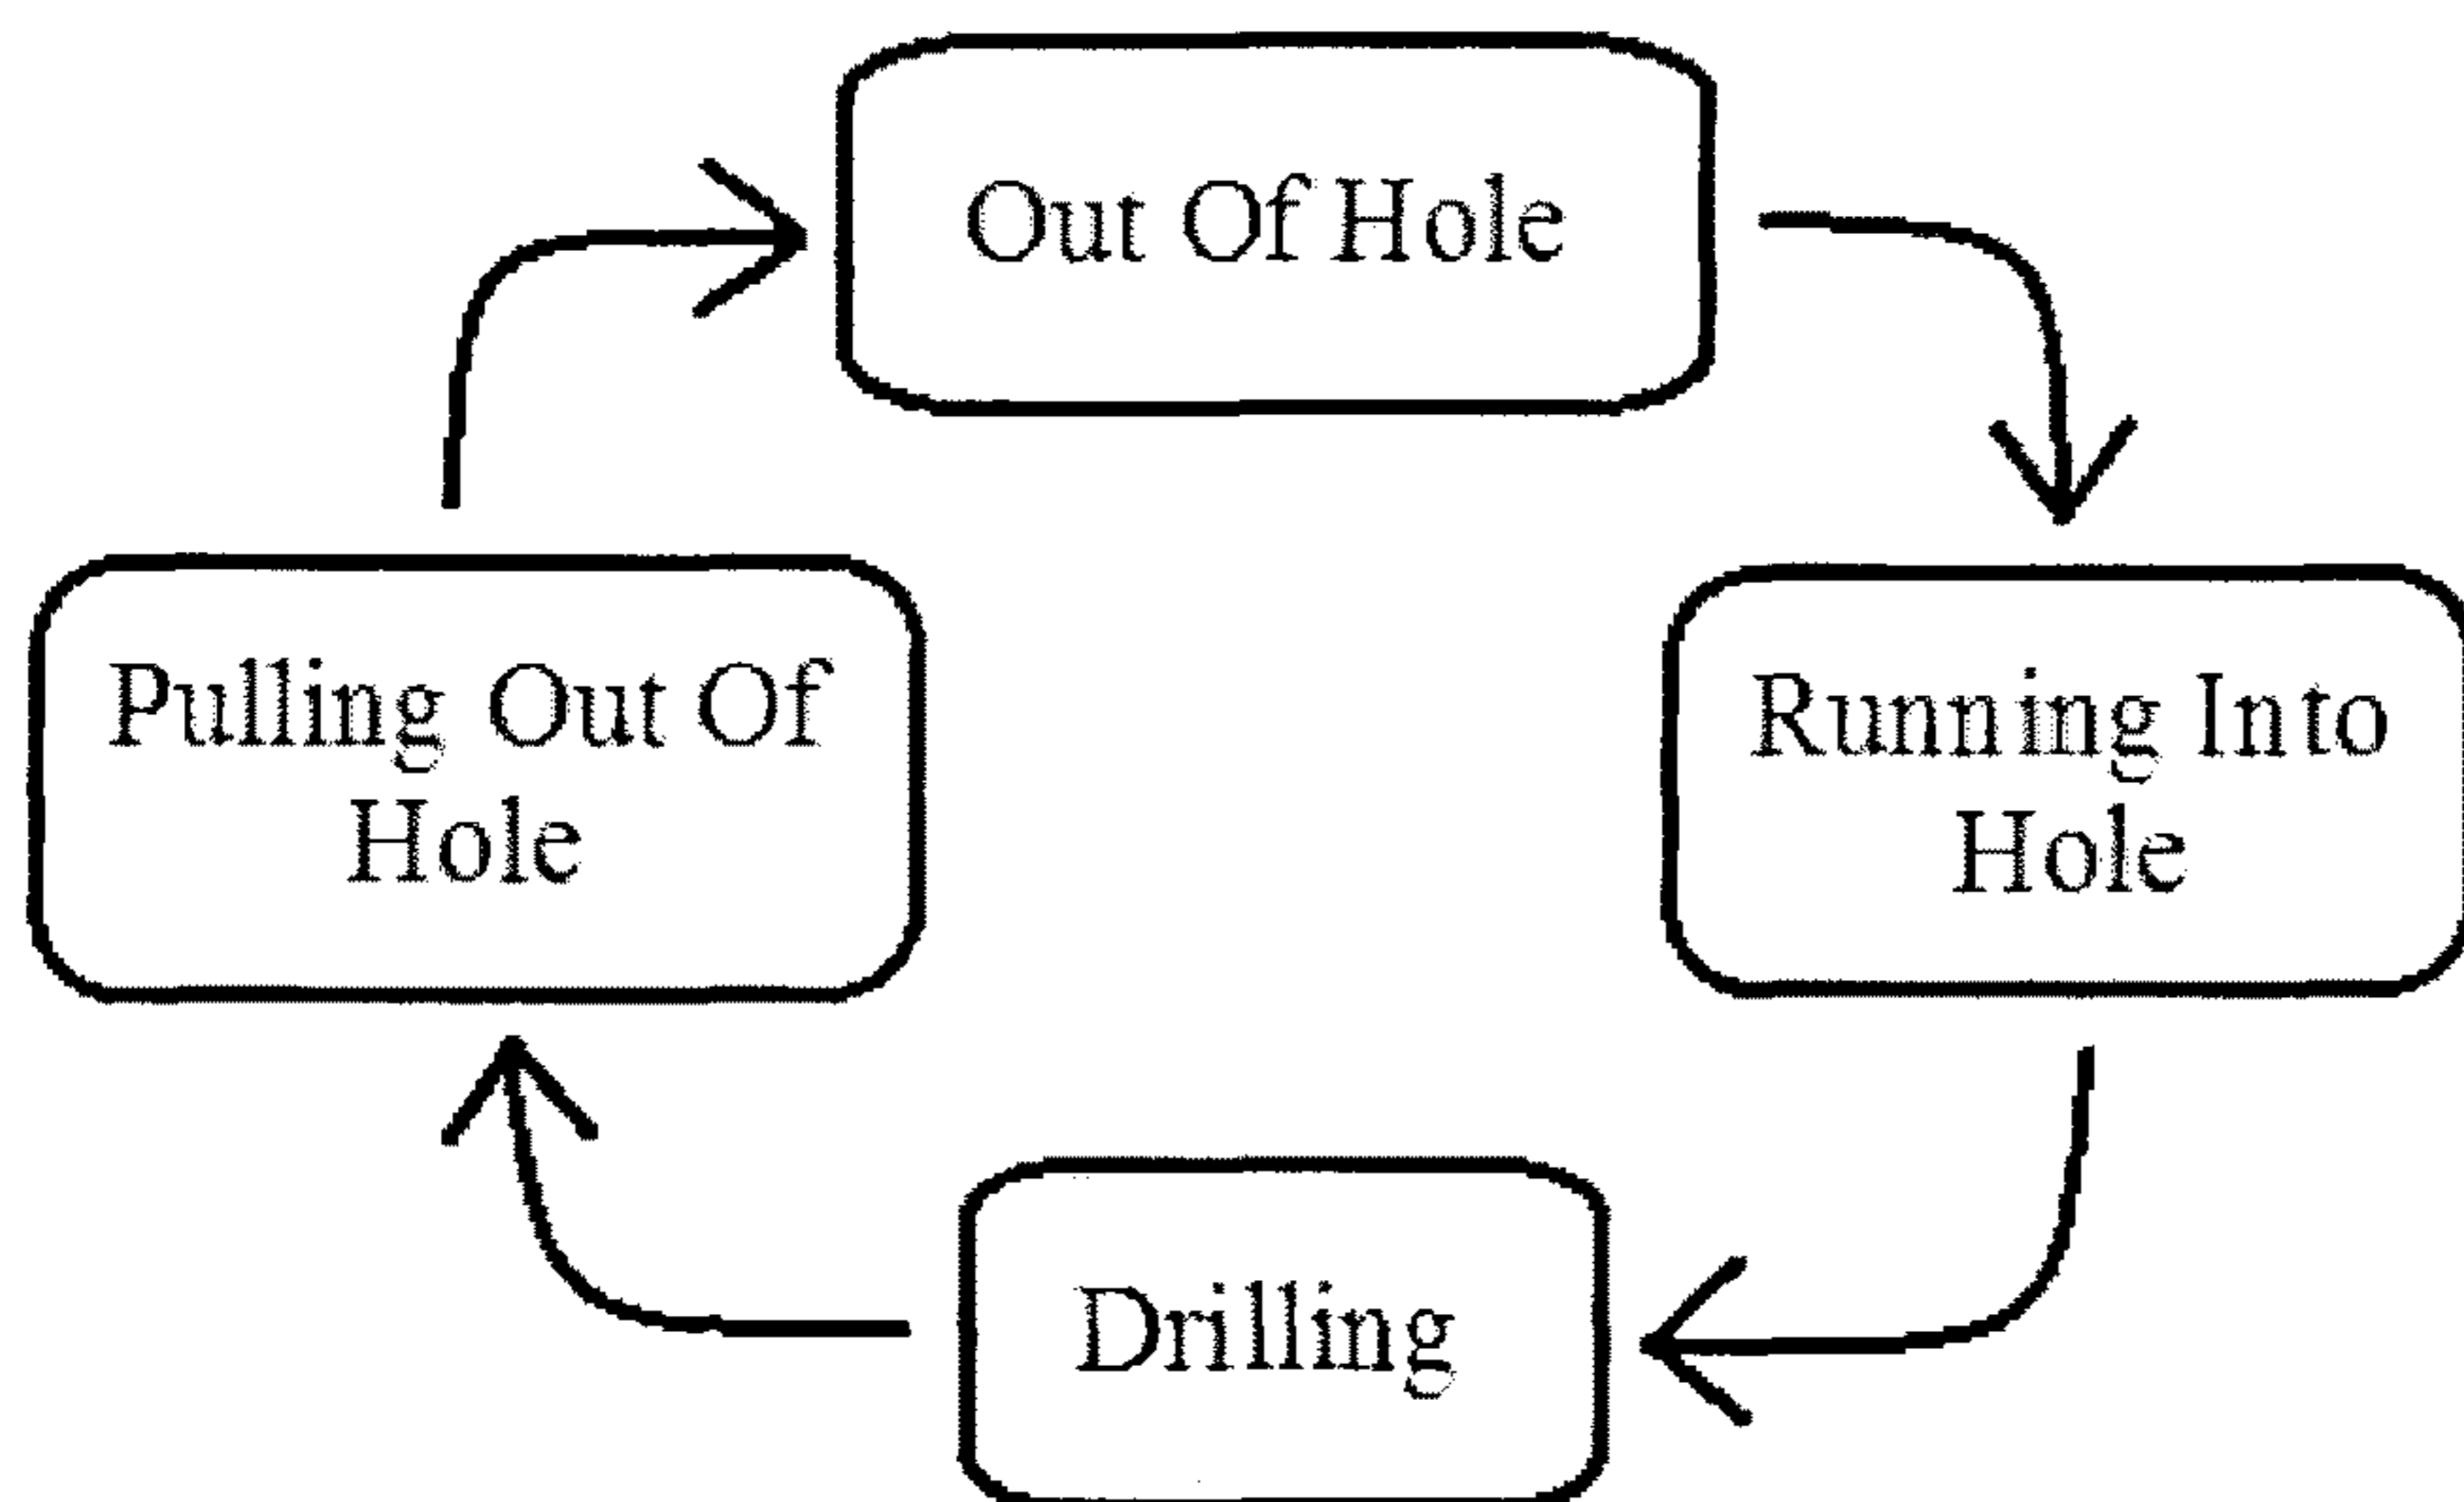 Out Of Hole
Pulling Out Of
Hole
Running Into
Hole
Drilling